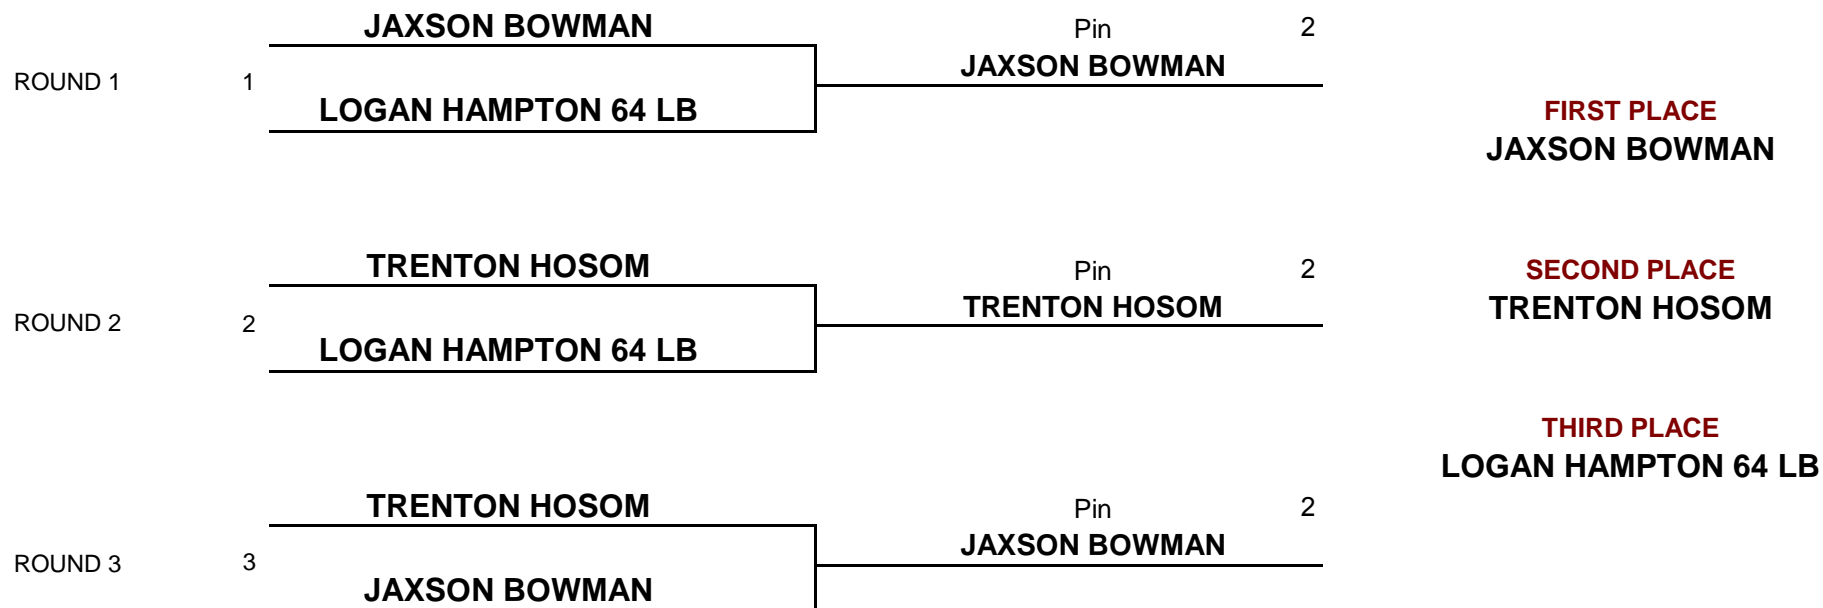 JAXSON BOWMAN
Pin 2
JAXSON BOWMAN
ROUND 1 1
LOGAN HAMPTON 64 LB
FIRST PLACE
JAXSON BOWMAN
TRENTON HOSOM
Pin 2
SECOND PLACE
TRENTON HOSOM
TRENTON HOSOM
ROUND 2 2
LOGAN HAMPTON 64 LB
THIRD PLACE
LOGAN HAMPTON 64 LB
TRENTON HOSOM
Pin 2
JAXSON BOWMAN
ROUND 3 3
JAXSON BOWMAN